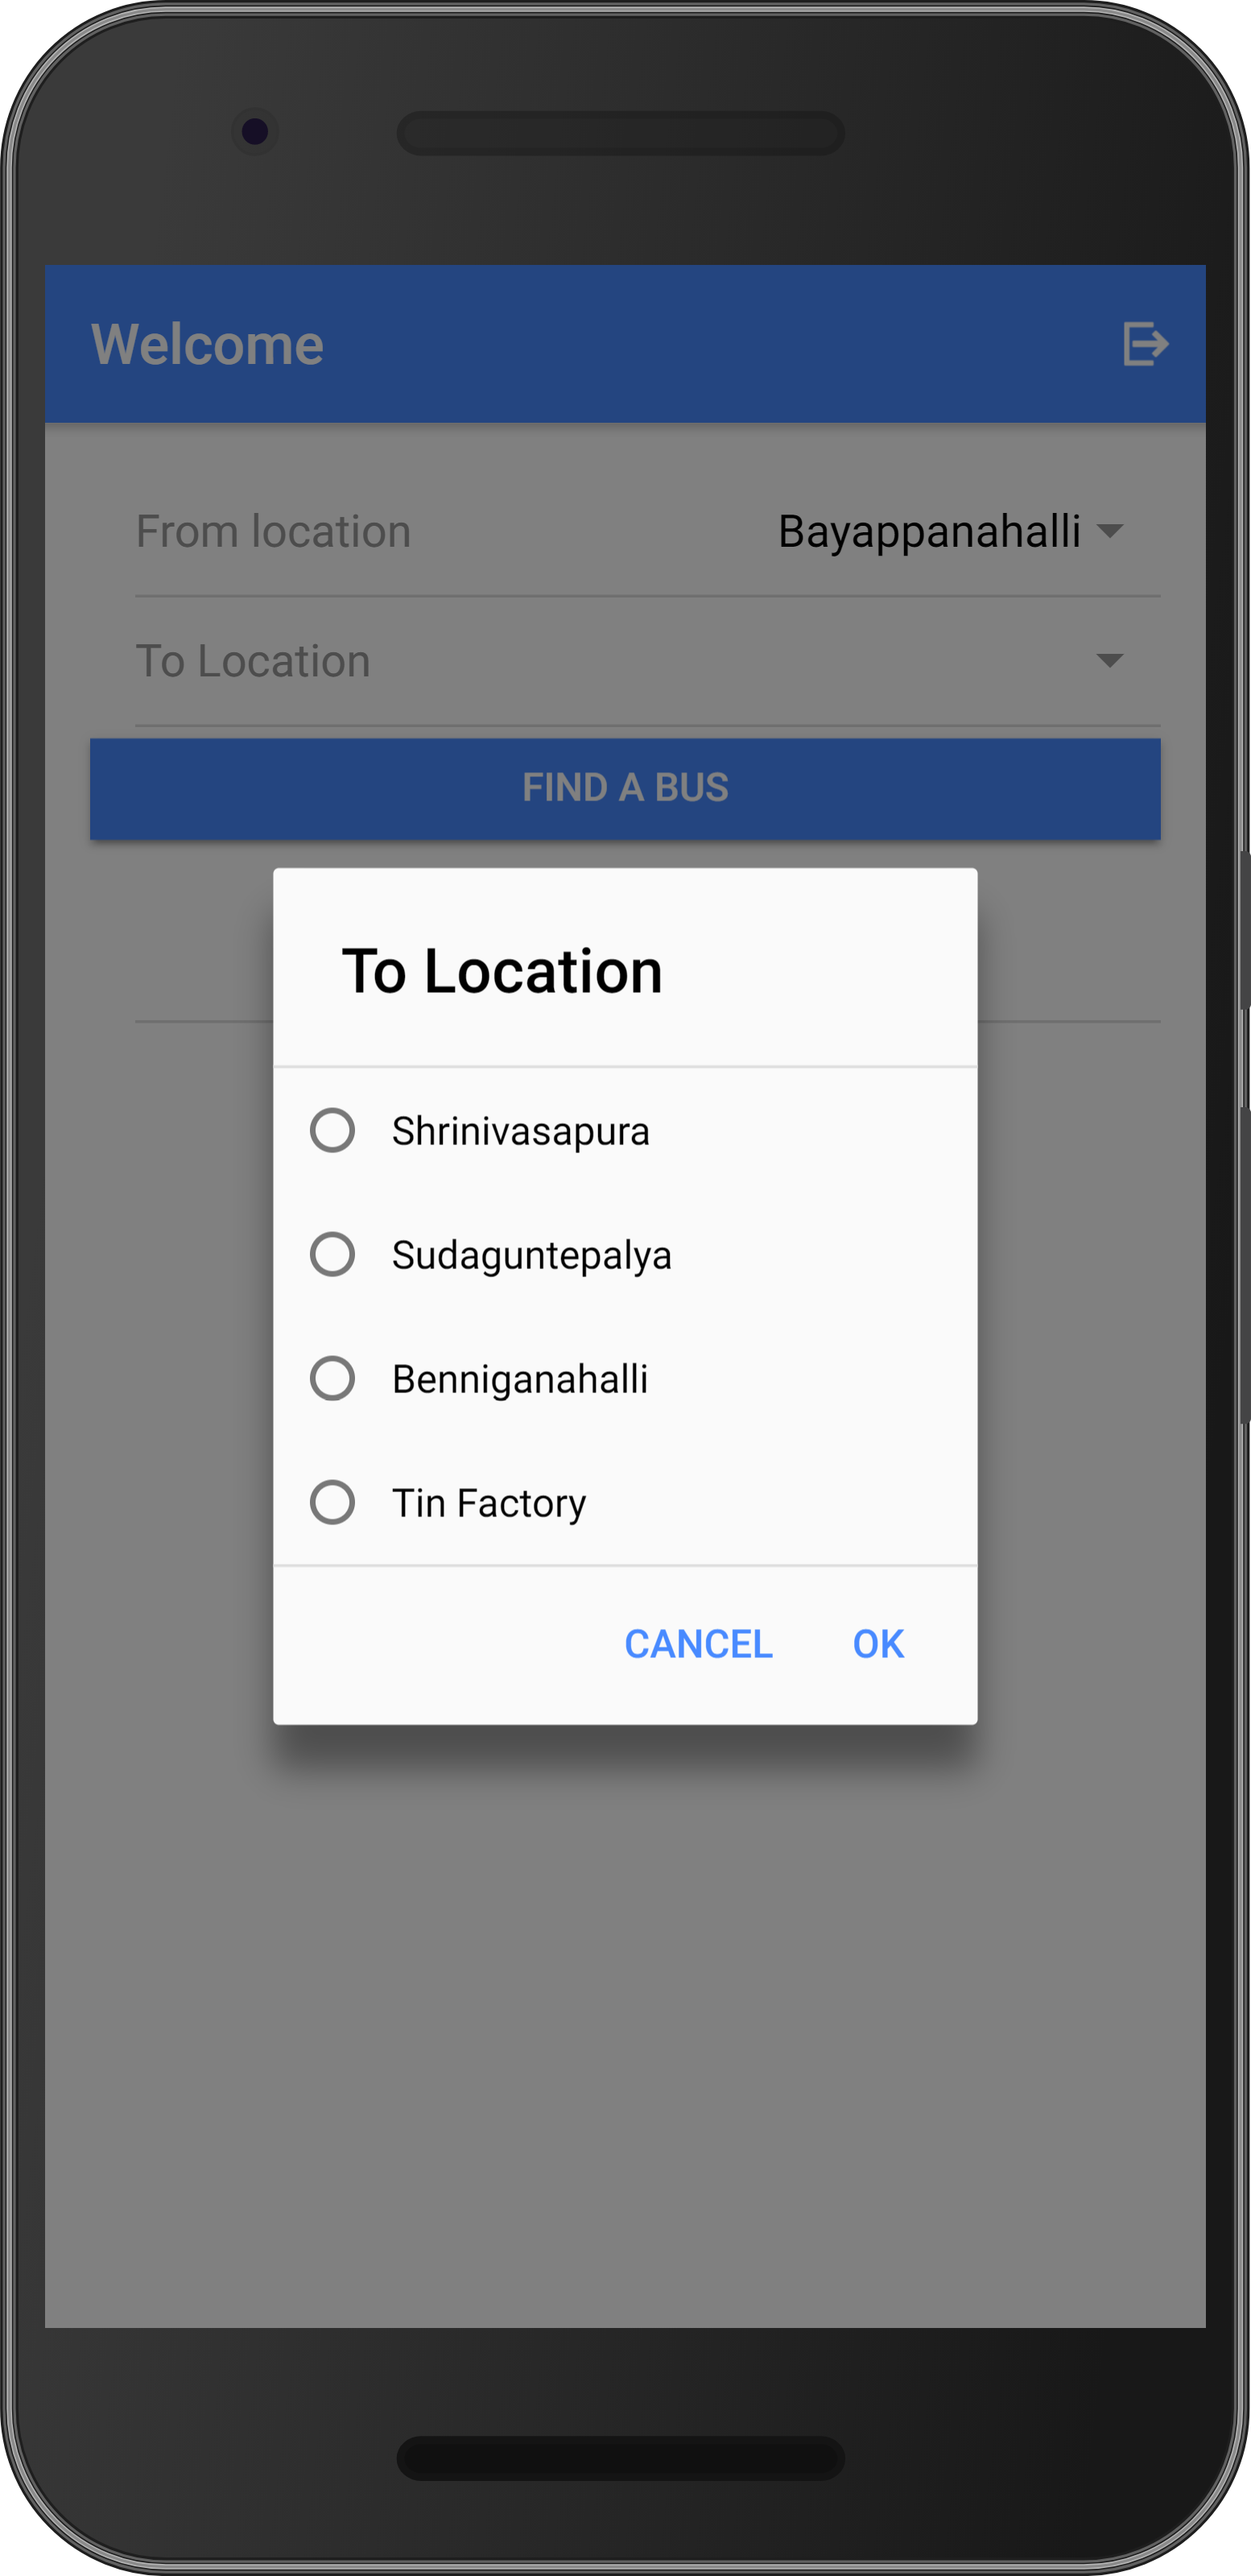 Welcome
From location Bayappanahalli
To Location
FIND A BUS
To Location
Shrinivasapura
Sudaguntepalya
Benniganahalli
Tin Factory
CANCEL OK